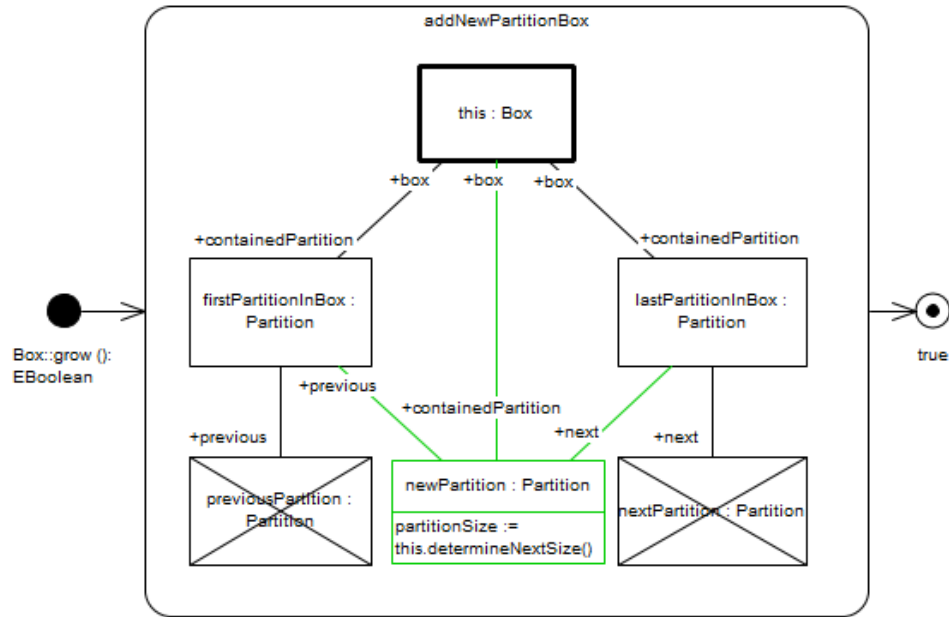 addNewPartitionBox
this : Box
+box
+box
+box
+containedPartition
+containedPartition
firstPartitionInBox :
Partition
lastPartitionInBox :
Partition
Box::grow ():
EBoolean
true
+previous
+containedPartition
+previous
+next
+next
previousPartition :
Partition
newPartition : Partition
partitionSize :=
this.determineNextSize()
nextPartition : Partition